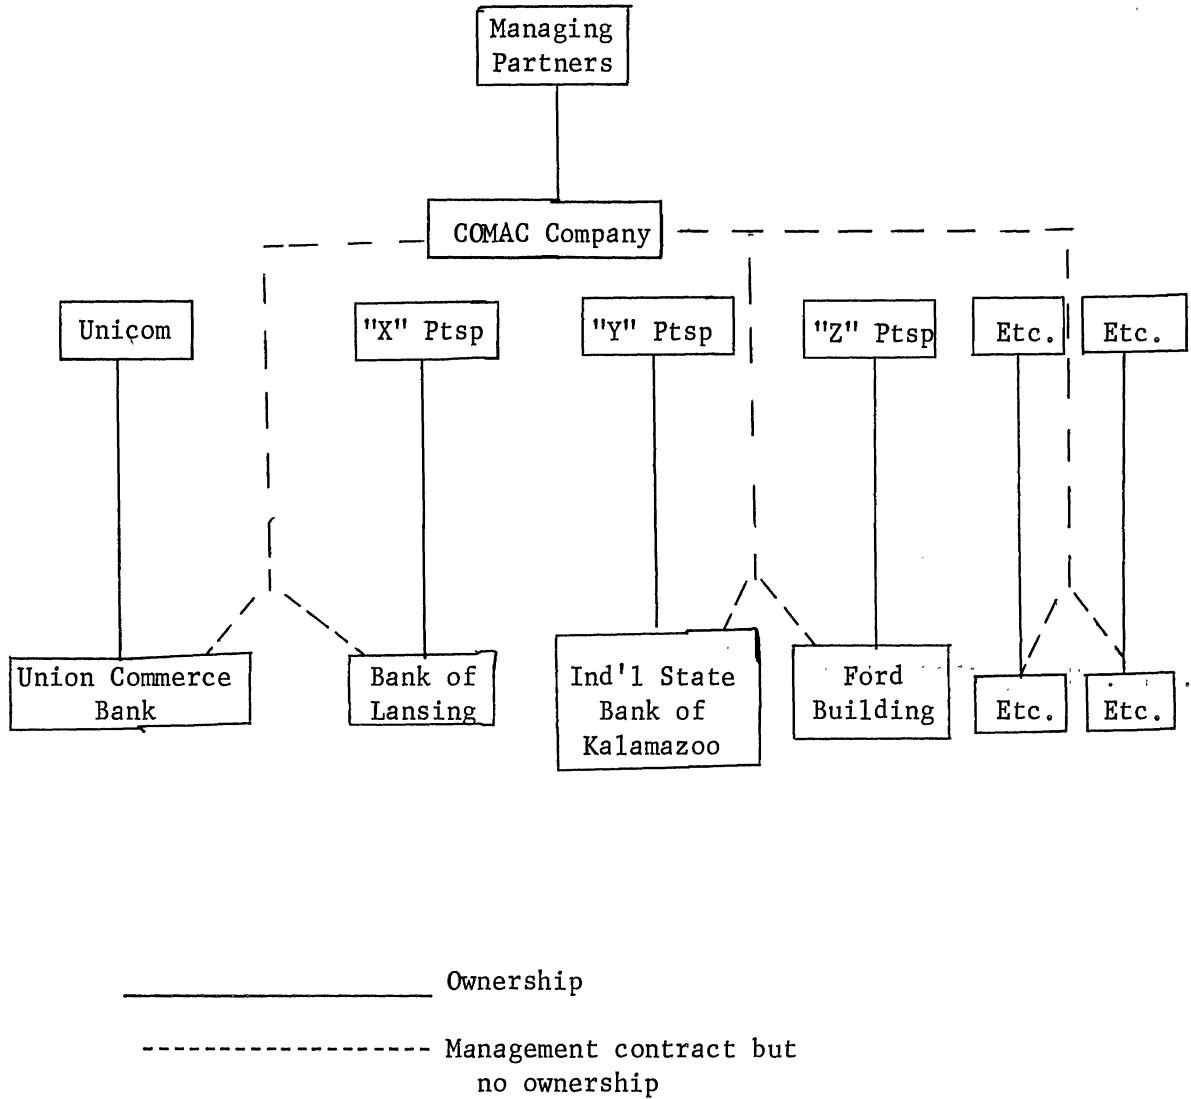 Managing
Partners
COMAC Company
Unicom
"X" Ptsp
"Y" Ptsp
"Z" Ptsp
Etc.
Etc.
Union Commerce
Bank
Bank of
Lansing
Ind'l State
Bank of
Kalamazoo
Ford
Building
Etc.
Etc.
Ownership
Management contract but
no ownership